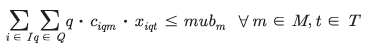 ∑_{i ∈ I} ∑_{q ∈ Q} q · c_{iqm} · x_{iqt} ≤ mub_m ∀ m ∈ M, t ∈ T